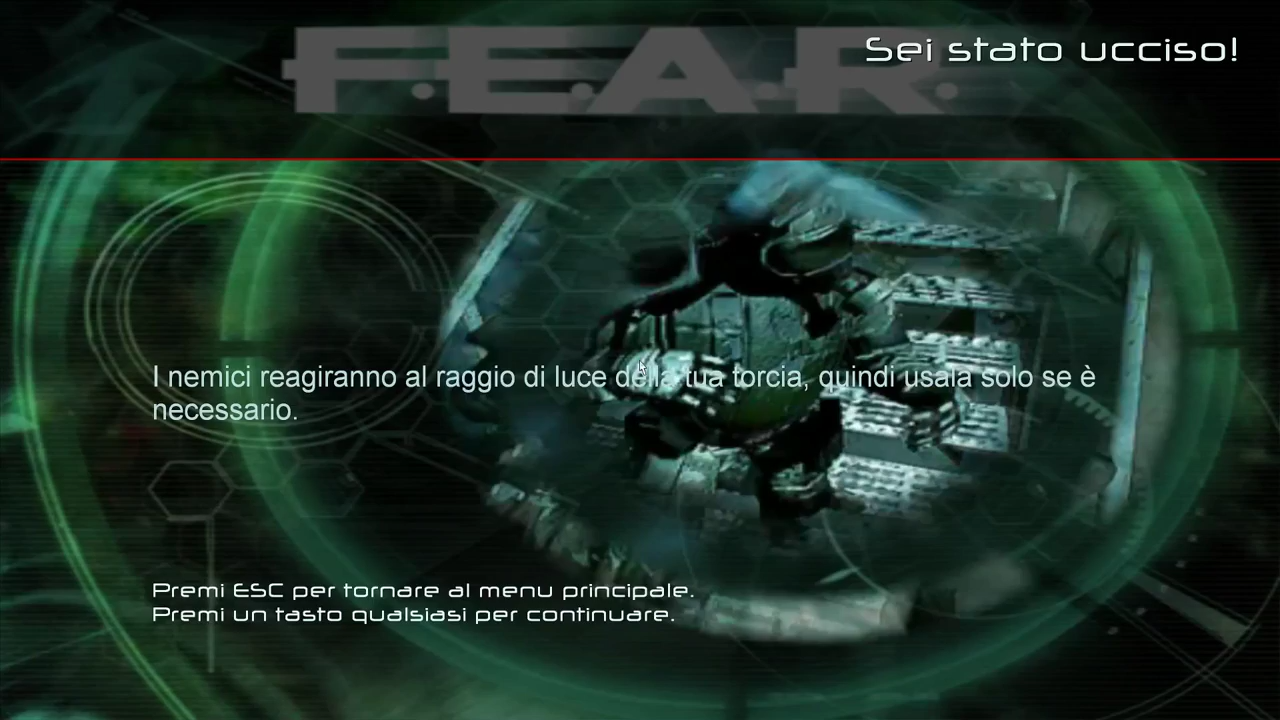 F.E.A.R.
Sei stato ucciso!
I nemici reagiranno al raggio di luce della tua torcia, quindi usala solo se è
necessario.
Premi ESC per tornare al menu principale.
Premi un tasto qualsiasi per continuare.